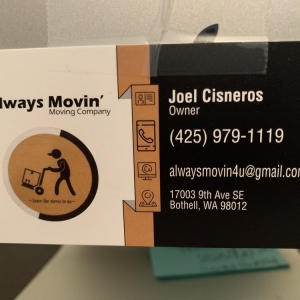 lways Movin'
Moving Company
Joel Cisneros
Owner
(425) 979-1119
alwaysmovin4u@gmail.co
17003 9th Ave SE
Bothell, WA 98012